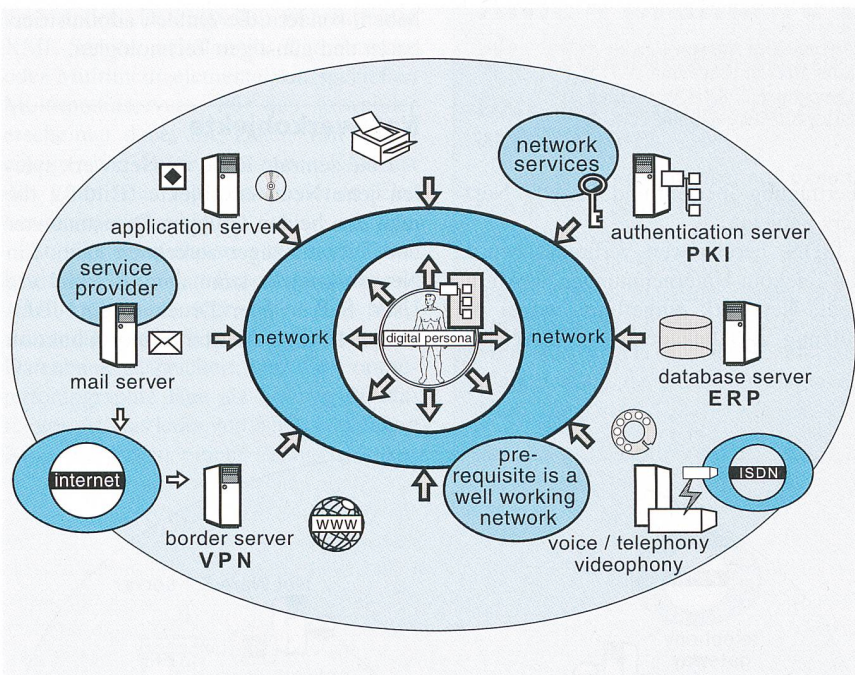 network
services
application server
authentication server
PKI
service
provider
network
digital persona
network
mail server
database server
ERP
internet
pre-
requisite is a
well working
network
ISDN
www
border server
VPN
voice / telephony
videophony